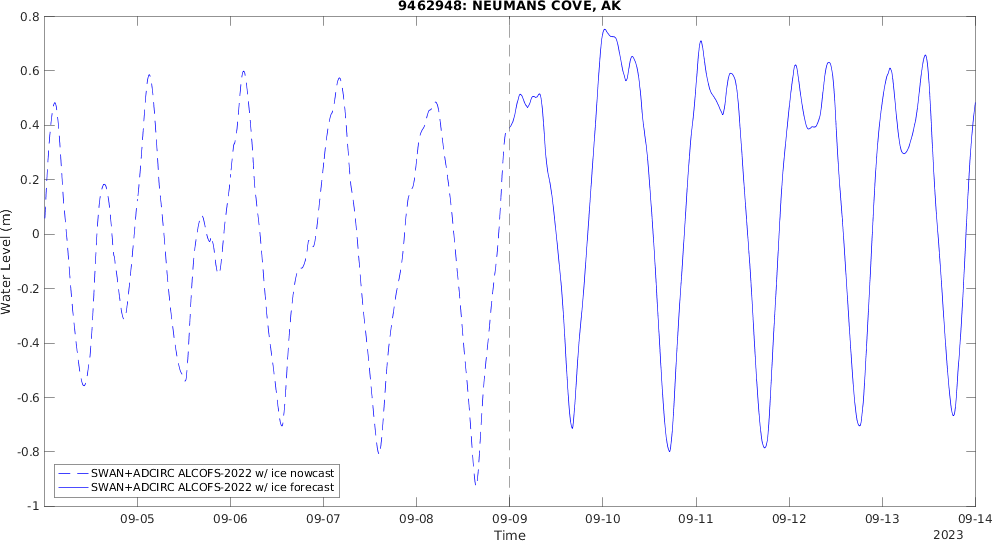 9462948: NEUMANS COVE, AK
0.8
0.6
0.4
0.2
0
-0.2
-0.4
-0.6
-0.8
-1
Water Level (m)
SWAN+ADCIRC ALCOFS-2022 w/ ice nowcast
SWAN+ADCIRC ALCOFS-2022 w/ ice forecast
09-05 09-06 09-07 09-08 09-09 09-10 09-11 09-12 09-13 09-14
Time
2023